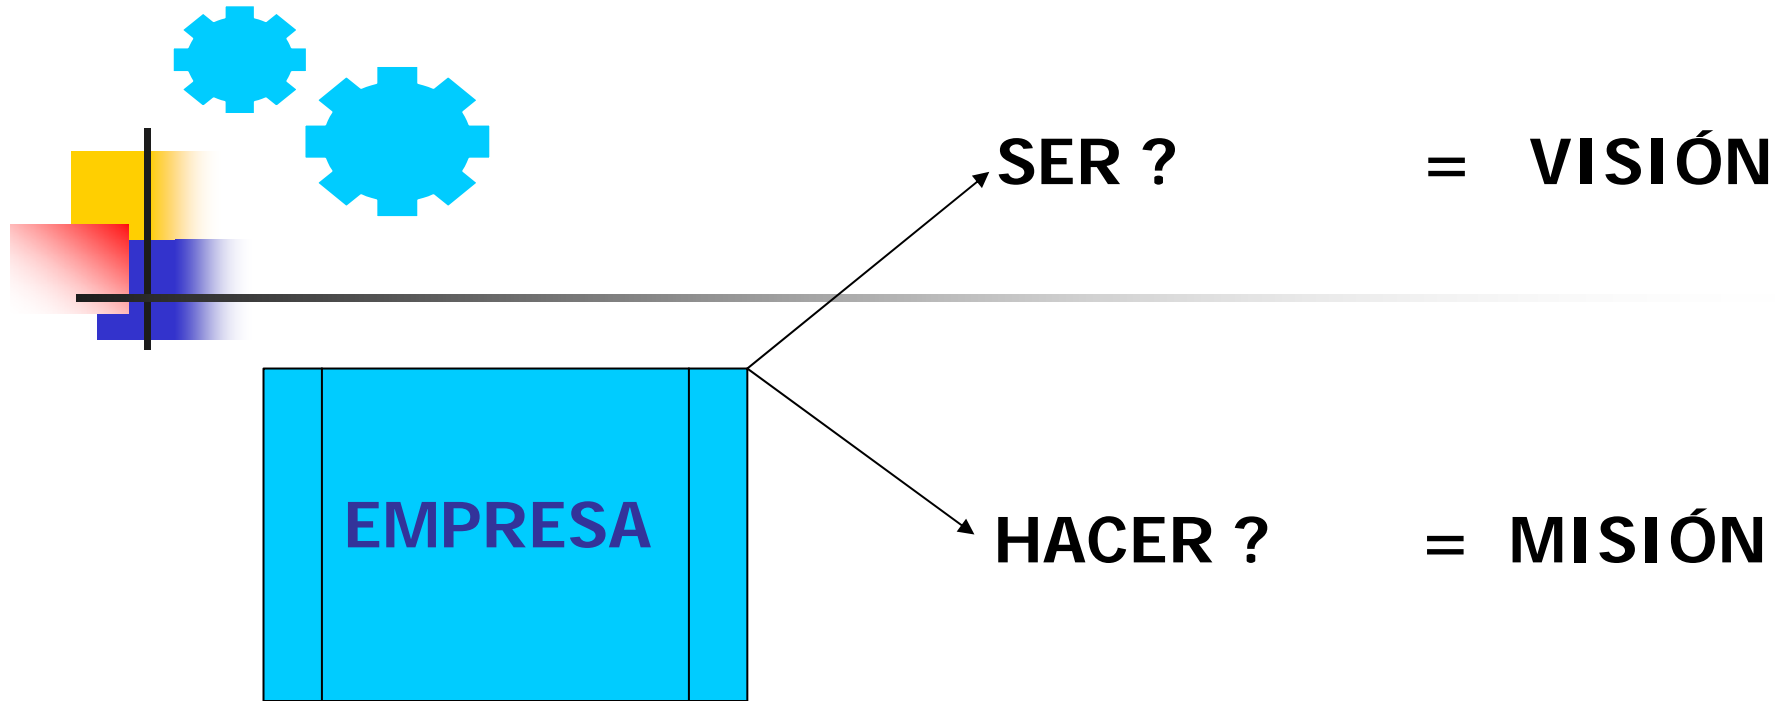 SER ? = VISIÓN
EMPRESA
HACER ? = MISIÓN